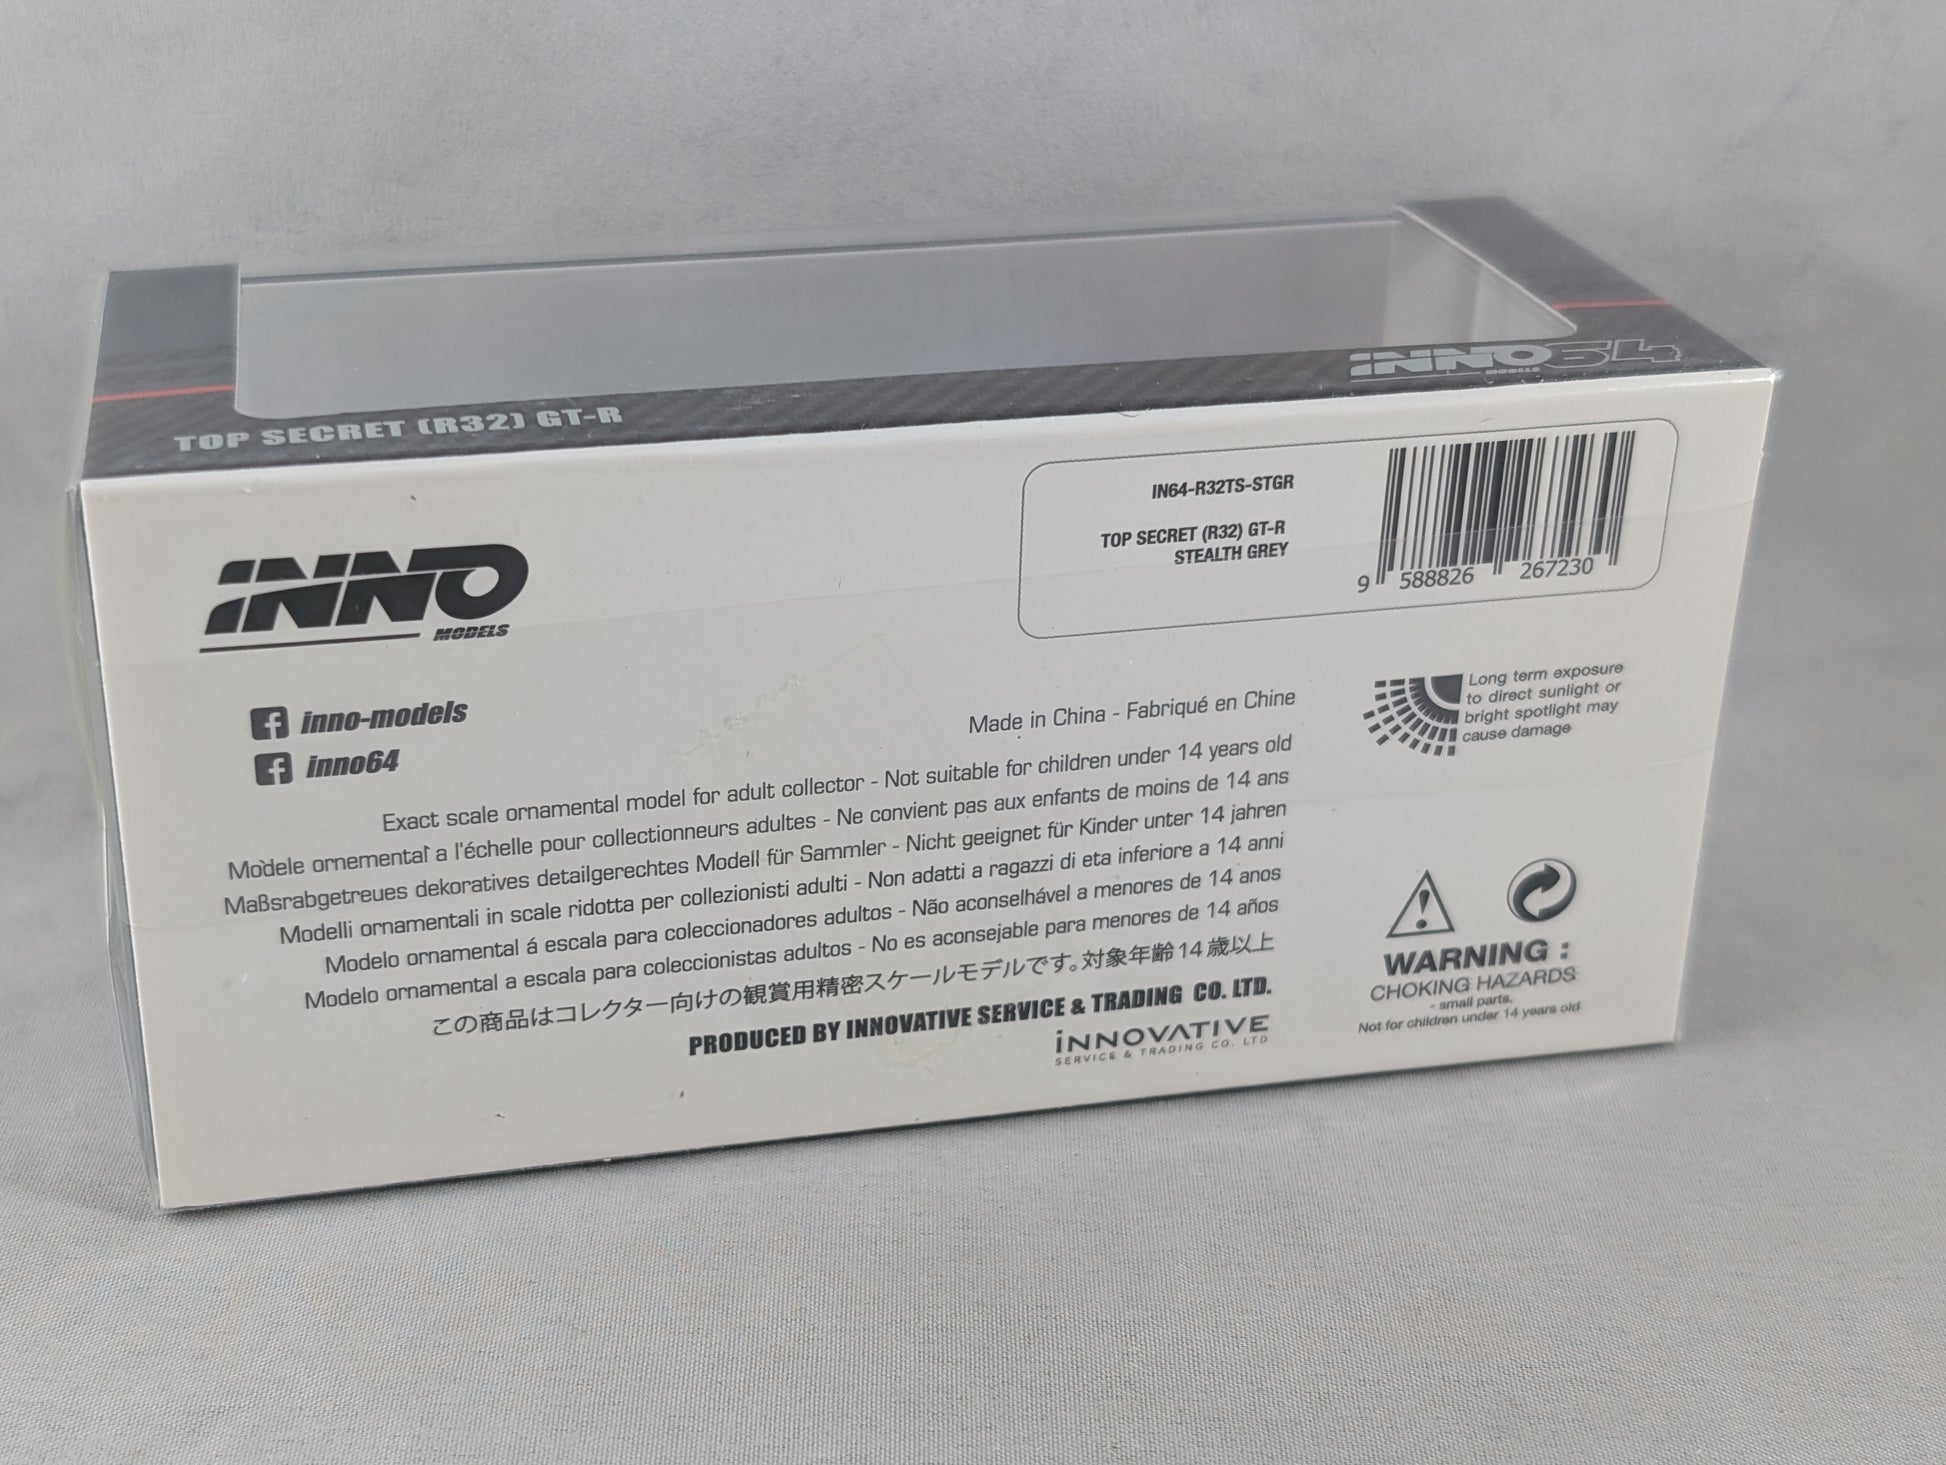 TOP SECRET (R32) GT-R
INNO64
MODELS
INNO
MODELS
IN64-R32TS-STGR
TOP SECRET (R32) GT-R
STEALTH GREY
9 588826 267230
inno-models
inno64
Made in China - Fabriqué en Chine
Long term exposure
to direct sunlight or
bright spotlight may
cause damage
Exact scale ornamental model for adult collector - Not suitable for children under 14 years old
Modèle ornemental a l'échelle pour collectionneurs adultes - Ne convient pas aux enfants de moins de 14 ans
Maßsrabgetreues dekoratives detailgerechtes Modell für Sammler - Nicht geeignet für Kinder unter 14 jahren
Modelli ornamentali in scale ridotta per collezionisti adulti - Non adatti a ragazzi di eta inferiore a 14 anni
Modelo ornamental á escala para coleccionadores adultos - Não aconselhável a menores de 14 anos
Modelo ornamental a escala para coleccionistas adultos - No es aconsejable para menores de 14 años
この商品はコレクター向けの観賞用精密スケールモデルです。対象年齢14歳以上
PRODUCED BY INNOVATIVE SERVICE & TRADING CO. LTD.
INNOVATIVE
SERVICE & TRADING CO. LTD
WARNING :
CHOKING HAZARDS
- small parts.
Not for children under 14 years old